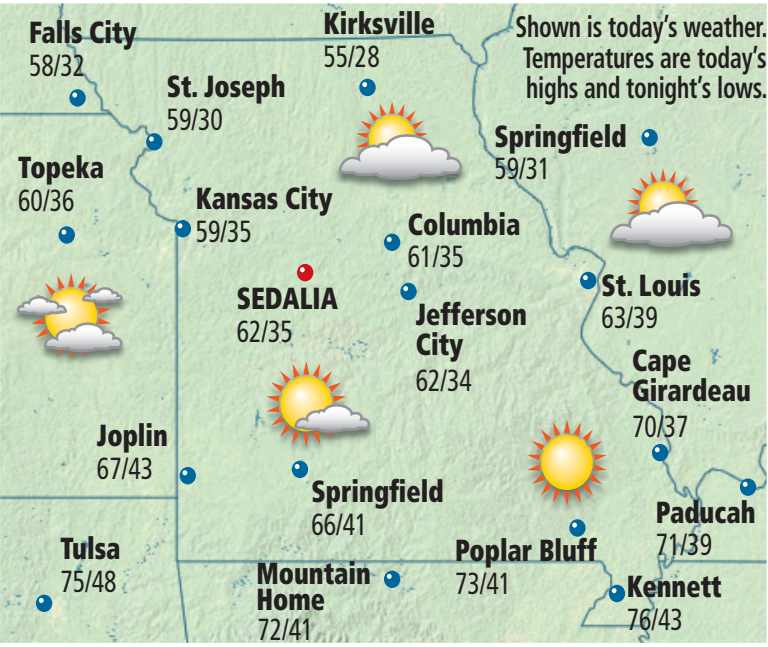 Shown is today's weather.
Temperatures are today's
highs and tonight's lows.
Falls City
58/32
Kirksville
55/28
St. Joseph
59/30
Springfield
59/31
Topeka
60/36
Kansas City
59/35
Columbia
61/35
SEDALIA
62/35
St. Louis
63/39
Jefferson
City
62/34
Cape
Girardeau
70/37
Joplin
67/43
Springfield
66/41
Paducah
71/39
Tulsa
75/48
Poplar Bluff
73/41
Mountain
Home
72/41
Kennett
76/43